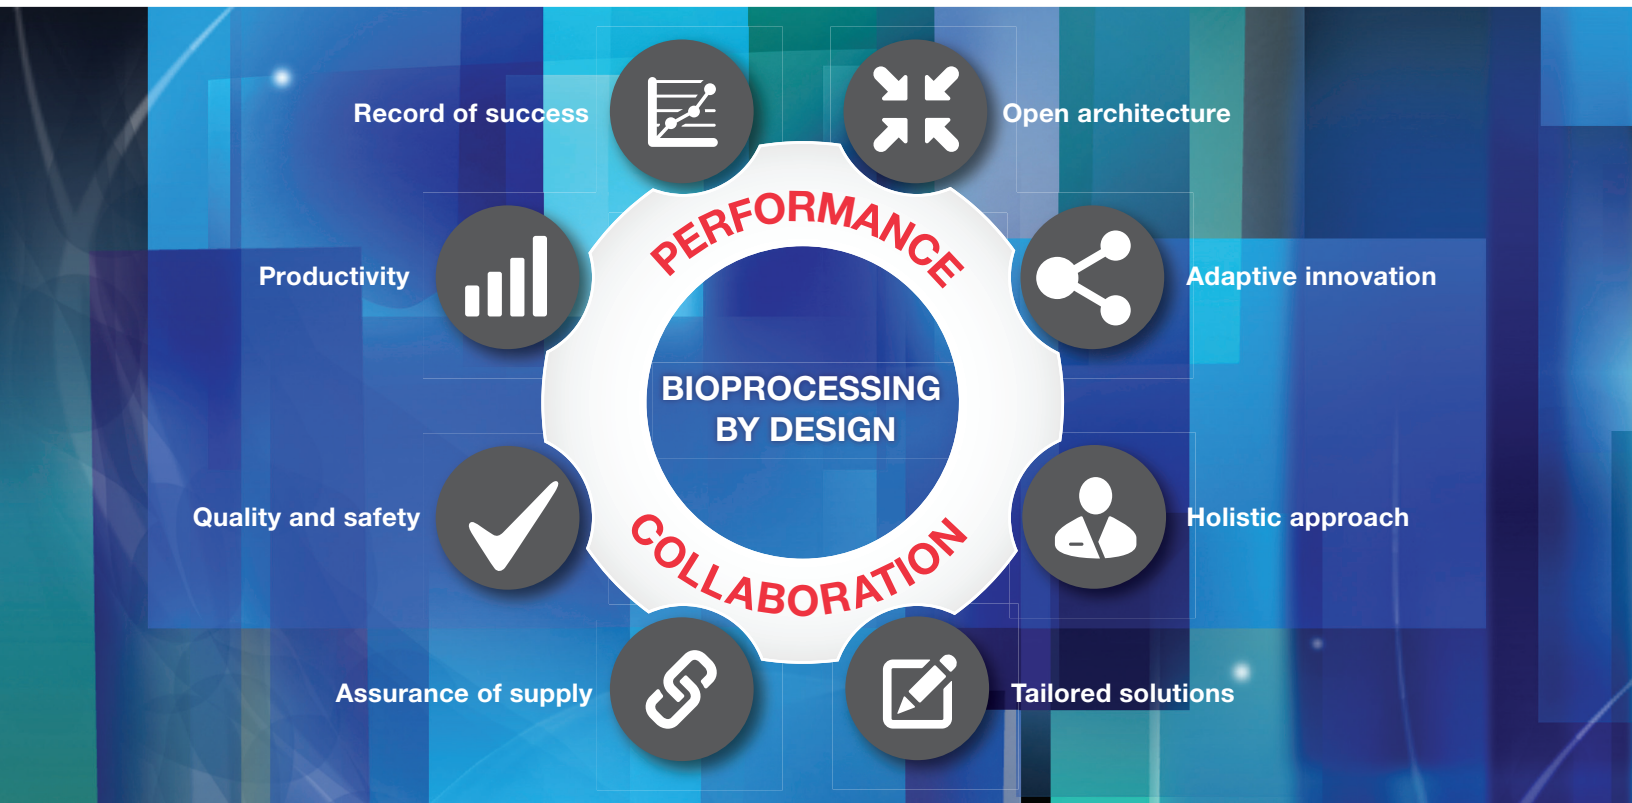 Record of success
Open architecture
PERFORMANCE
Productivity
Adaptive innovation
BIOPROCESSING
BY DESIGN
Quality and safety
Holistic approach
COLLABORATION
Assurance of supply
Tailored solutions